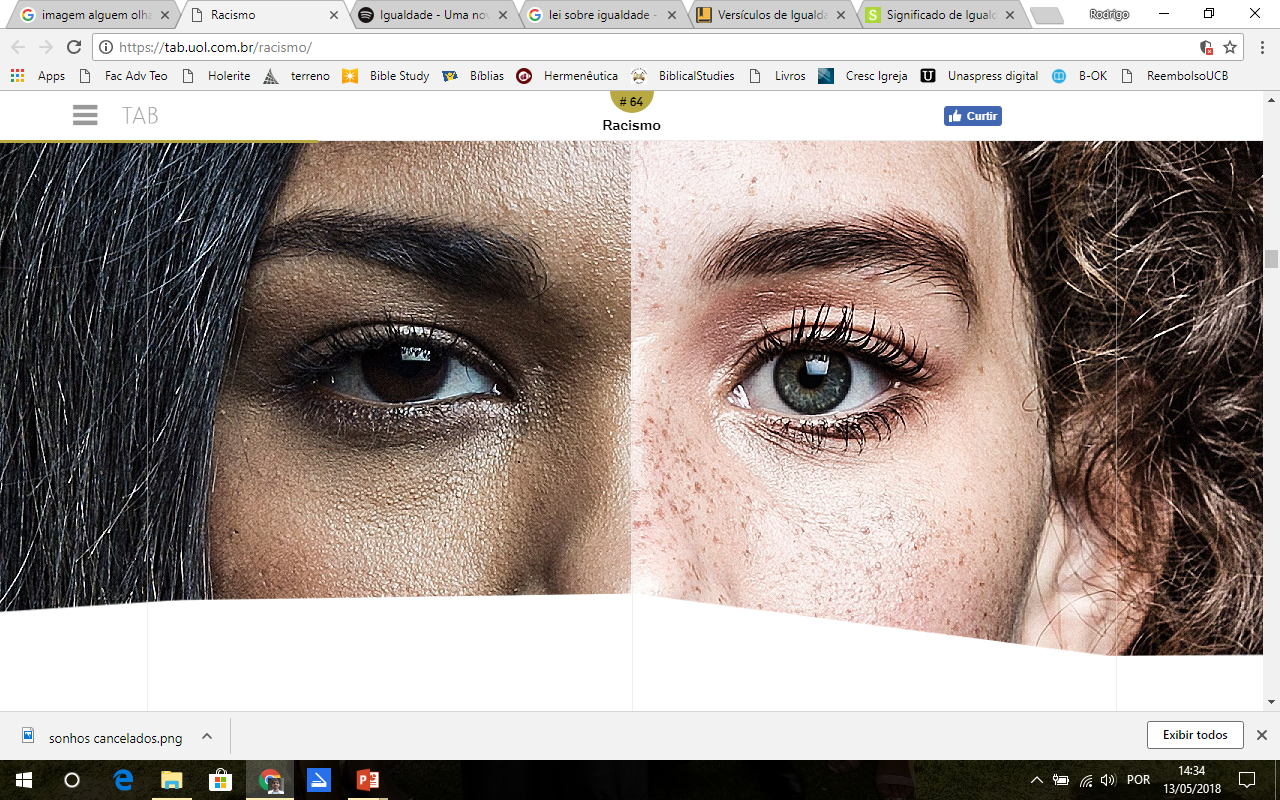 imagem alguem olha
Racismo
Igualdade - Uma nov
lei sobre igualdade -
Versículos de Igualda
Significado de Iguald
Rodrigo
https://tab.uol.com.br/racismo/
Apps
Fac Adv Teo
Holerite
terreno
Bible Study
Bíblias
Hermenêutica
BiblicalStudies
Livros
Cresc Igreja
Unaspress digital
B-OK
ReembolsoUCB
TAB
# 64
Racismo
Curtir
sonhos cancelados.png
Exibir todos
POR
14:34
13/05/2018